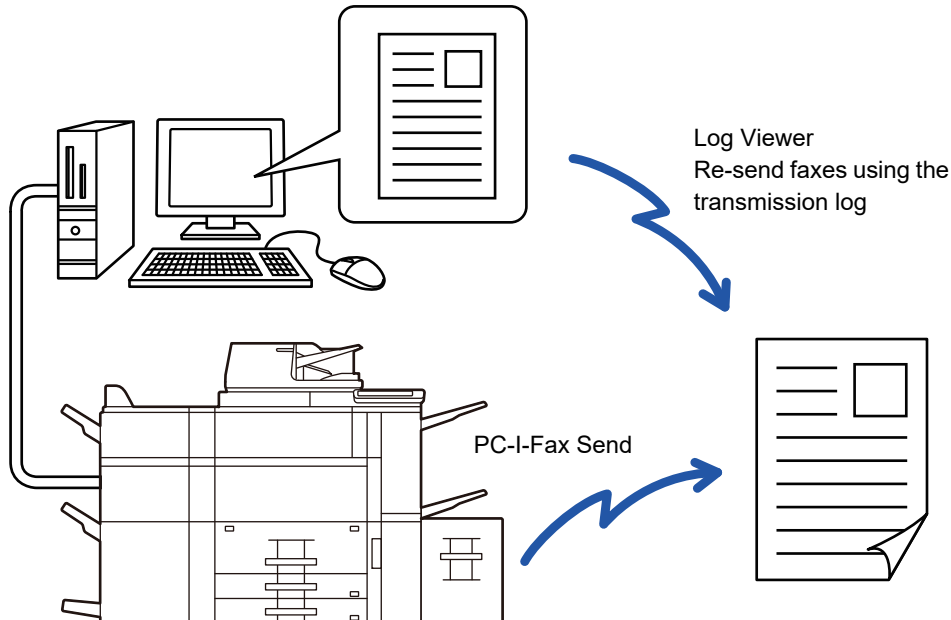 Log Viewer
Re-send faxes using the
transmission log
PC-I-Fax Send